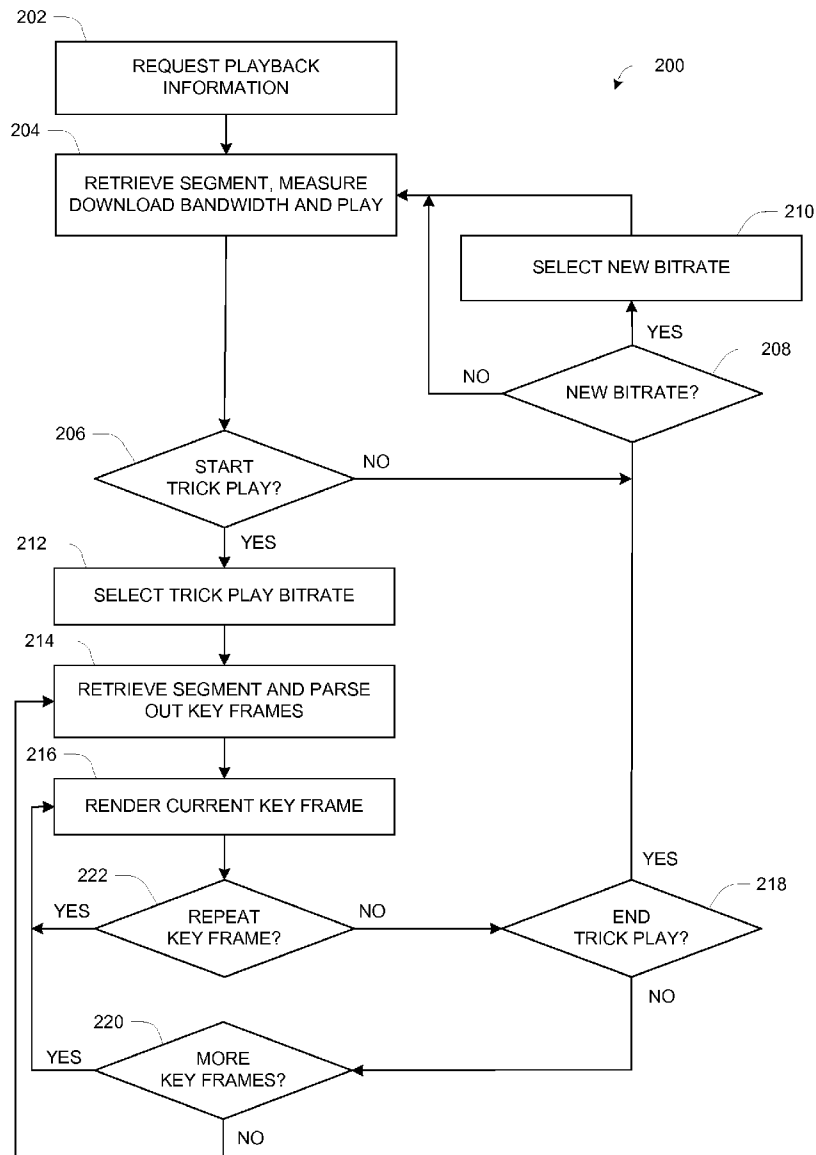 202
REQUEST PLAYBACK
INFORMATION
200
204
RETRIEVE SEGMENT, MEASURE
DOWNLOAD BANDWIDTH AND PLAY
210
SELECT NEW BITRATE
YES
208
NO
NEW BITRATE?
206
START
TRICK PLAY?
NO
YES
212
SELECT TRICK PLAY BITRATE
214
RETRIEVE SEGMENT AND PARSE
OUT KEY FRAMES
216
RENDER CURRENT KEY FRAME
222
YES
REPEAT
KEY FRAME?
NO
YES
218
END
TRICK PLAY?
NO
220
YES
MORE
KEY FRAMES?
NO